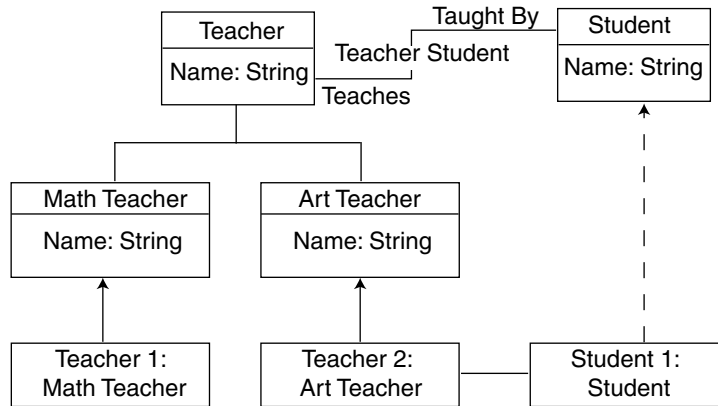 Teacher
Name: String
Taught By
Teacher Student
Teaches
Student
Name: String
Math Teacher
Name: String
Art Teacher
Name: String
Teacher 1:
Math Teacher
Teacher 2:
Art Teacher
Student 1:
Student